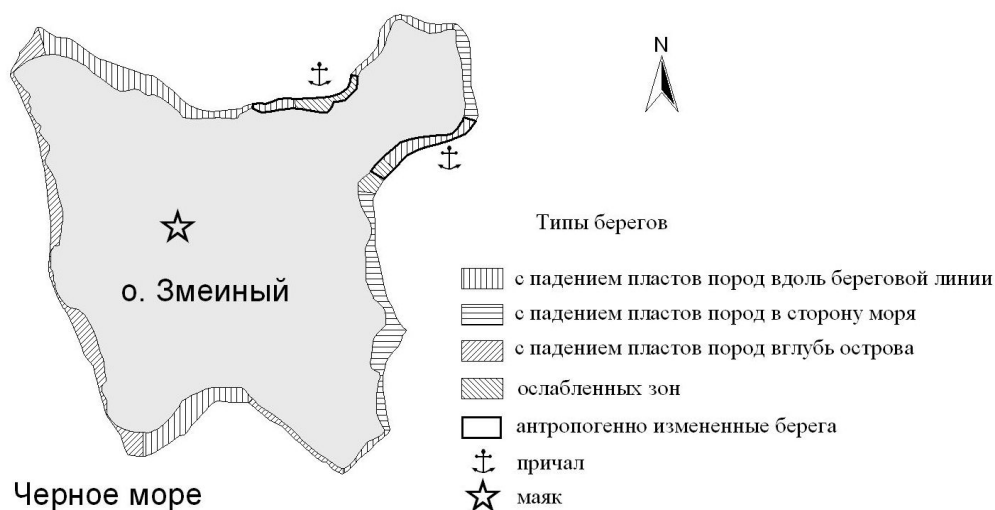 N
о. Змеиный
Черное море
Типы берегов
с падением пластов пород вдоль береговой линии
с падением пластов пород в сторону моря
с падением пластов пород вглубь острова
ослабленных зон
антропогенно измененные берега
причал
маяк